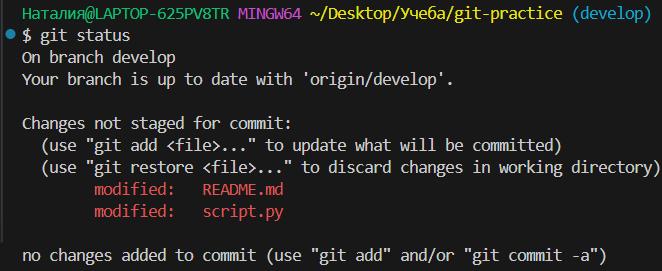 Наталия@LAPTOP-625PV8TR MINGW64 ~/Desktop/Учеба/git-practice (develop)
$ git status
On branch develop
Your branch is up to date with 'origin/develop'.
Changes not staged for commit:
(use "git add <file>..." to update what will be committed)
(use "git restore <file>..." to discard changes in working directory)
modified: README.md
modified: script.py
no changes added to commit (use "git add" and/or "git commit -a")